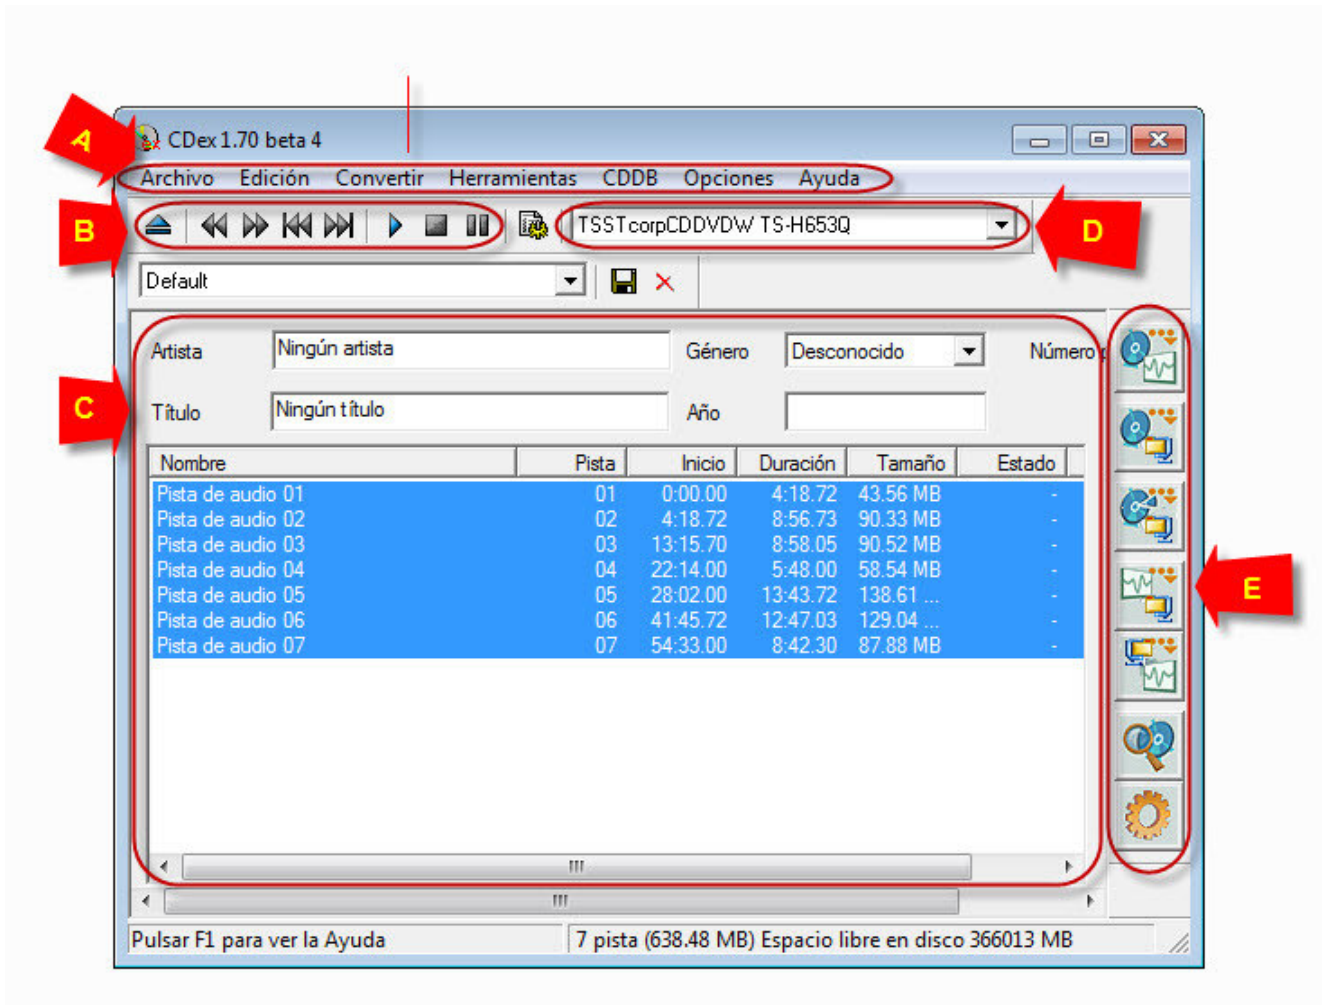 A
CDex 1.70 beta 4
Archivo Edición Convertir Herramientas CDDB Opciones Ayuda
B
TSSTcorpCDDVDW TS-H653Q
D
Default
Artista Ningún artista Género Desconocido Número
C
Título Ningún título Año
Nombre Pista Inicio Duración Tamaño Estado
Pista de audio 01 01 0:00.00 4:18.72 43.56 MB -
Pista de audio 02 02 4:18.72 8:56.73 90.33 MB -
Pista de audio 03 03 13:15.70 8:58.05 90.52 MB -
Pista de audio 04 04 22:14.00 5:48.00 58.54 MB -
Pista de audio 05 05 28:02.00 13:43.72 138.61 ... -
Pista de audio 06 06 41:45.72 12:47.03 129.04 ... -
Pista de audio 07 07 54:33.00 8:42.30 87.88 MB -
E
Pulsar F1 para ver la Ayuda 7 pista (638.48 MB) Espacio libre en disco 366013 MB